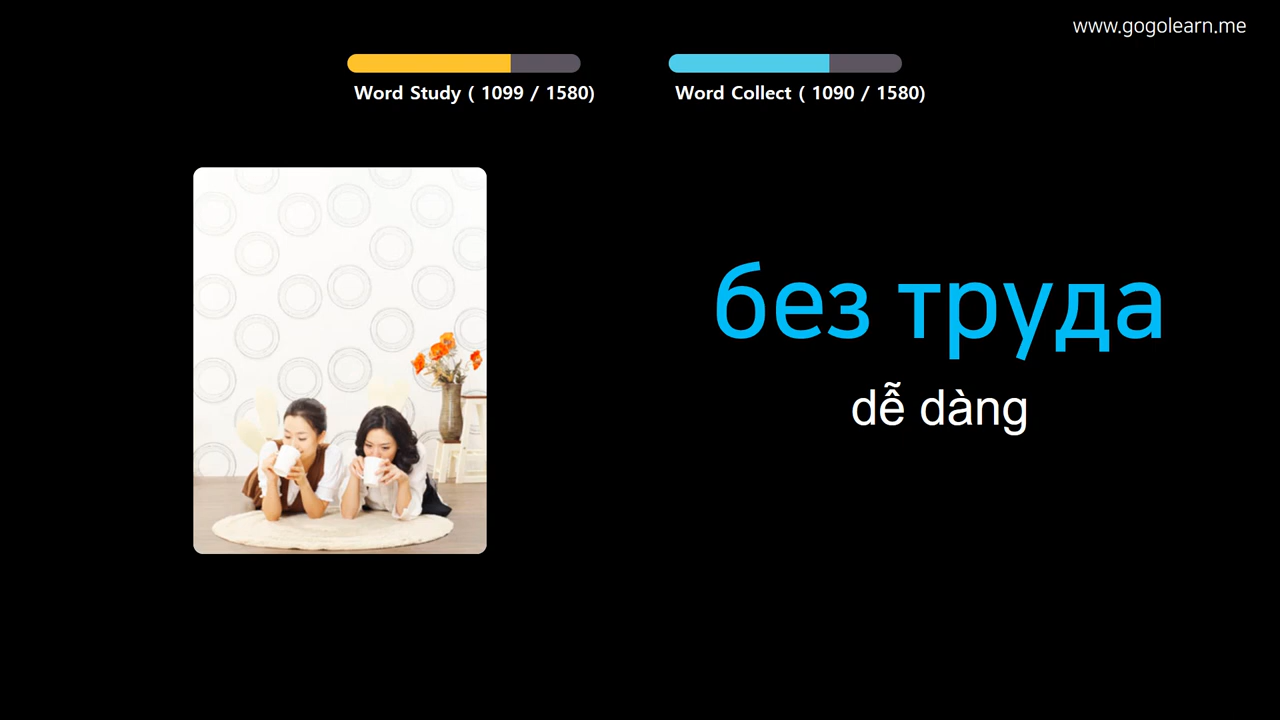 www.gogolearn.me
Word Study ( 1099 / 1580)
Word Collect ( 1090 / 1580)
без труда
dễ dàng